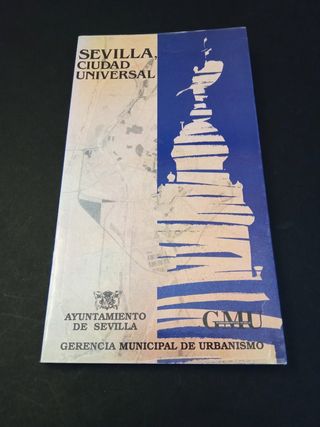 SEVILLA,
CIUDAD
UNIVERSAL
AYUNTAMIENTO
DE SEVILLA
GMU
GERENCIA MUNICIPAL DE URBANISMO